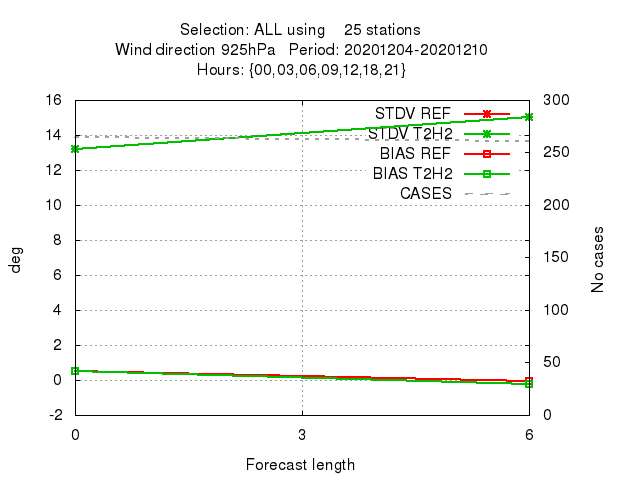 Selection: ALL using    25 stations
Wind direction 925hPa   Period: 20201204-20201210
Hours: {00,03,06,09,12,18,21}
16
14
12
10
8
6
4
2
0
-2
deg
STDV REF
STDV T2H2
BIAS REF
BIAS T2H2
CASES
300
250
200
150
100
50
0
No cases
0
3
6
Forecast length